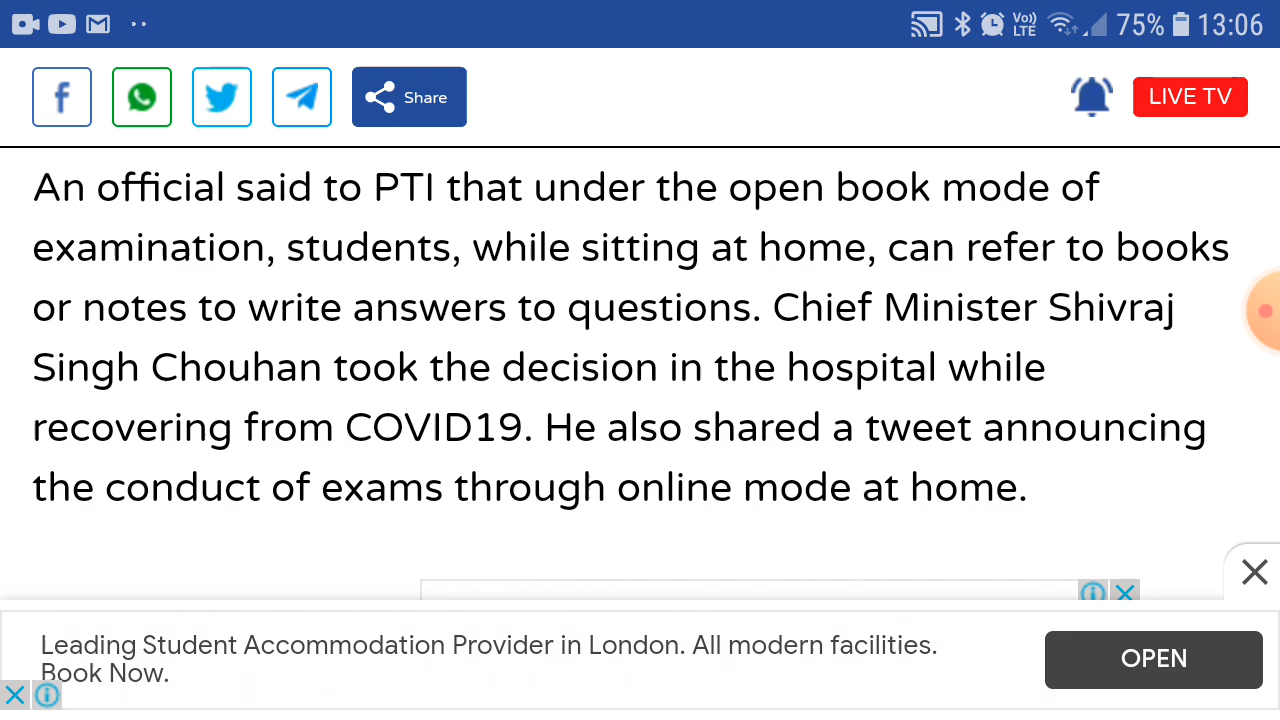 Vo))
LTE
75%
13:06
f
Share
LIVE TV
An official said to PTI that under the open book mode of
examination, students, while sitting at home, can refer to books
or notes to write answers to questions. Chief Minister Shivraj
Singh Chouhan took the decision in the hospital while
recovering from COVID19. He also shared a tweet announcing
the conduct of exams through online mode at home.
Leading Student Accommodation Provider in London. All modern facilities.
Book Now.
OPEN